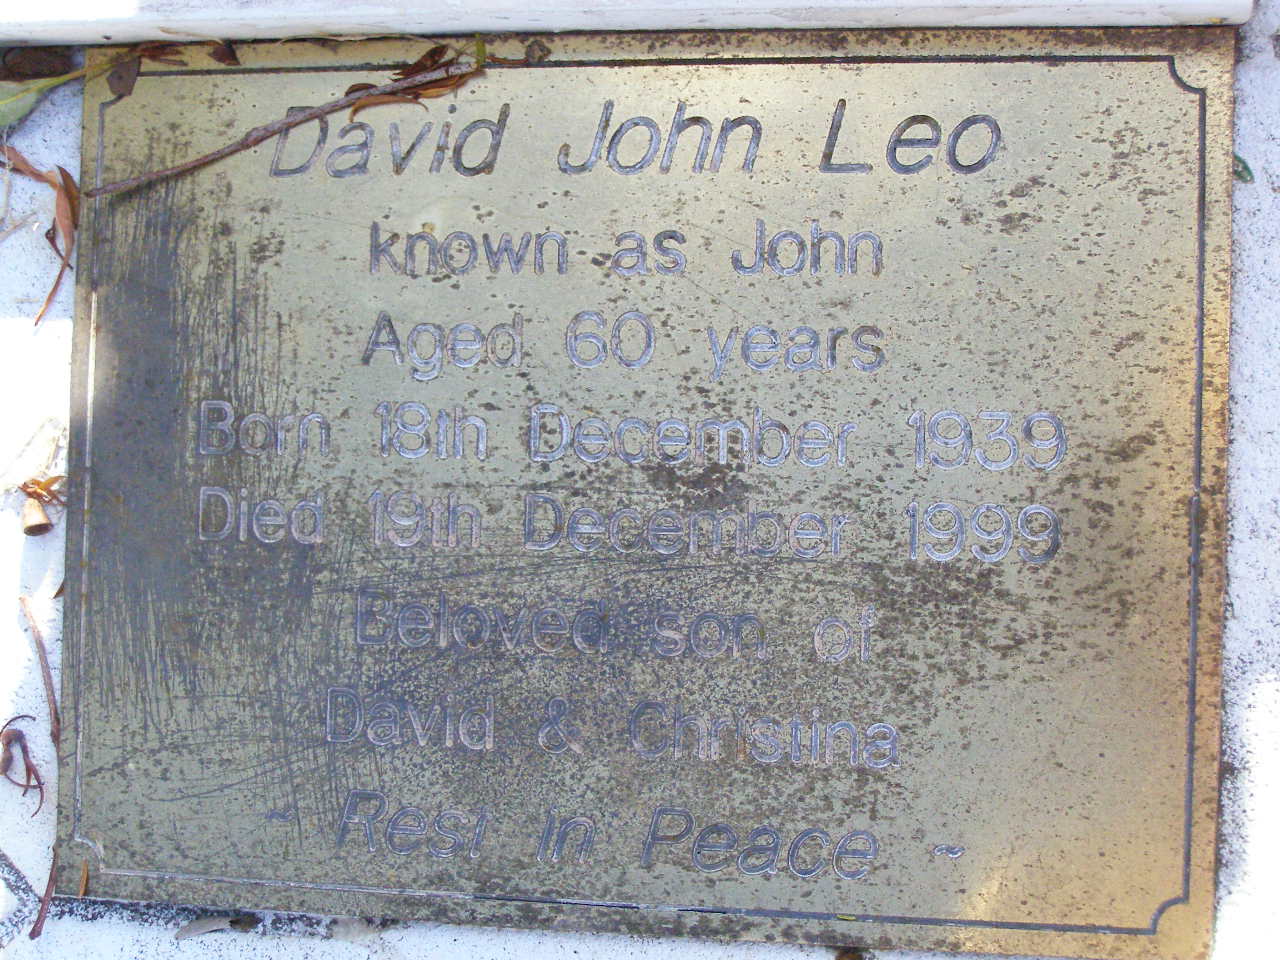 David John Leo
known as John
Aged 60 years
Born 18th December 1939
Died 19th December 1999
Beloved son of
David & Christina
~ Rest In Peace ~